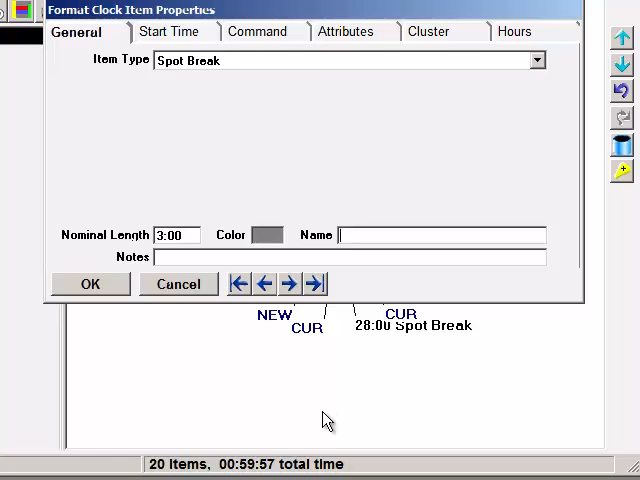 Format Clock Item Properties
General Start Time Command Attributes Cluster Hours
Item Type Spot Break
Nominal Length 3:00 Color Name
Notes
OK Cancel
NEW CUR
CUR 28:00 Spot Break
20 Items, 00:59:57 total time